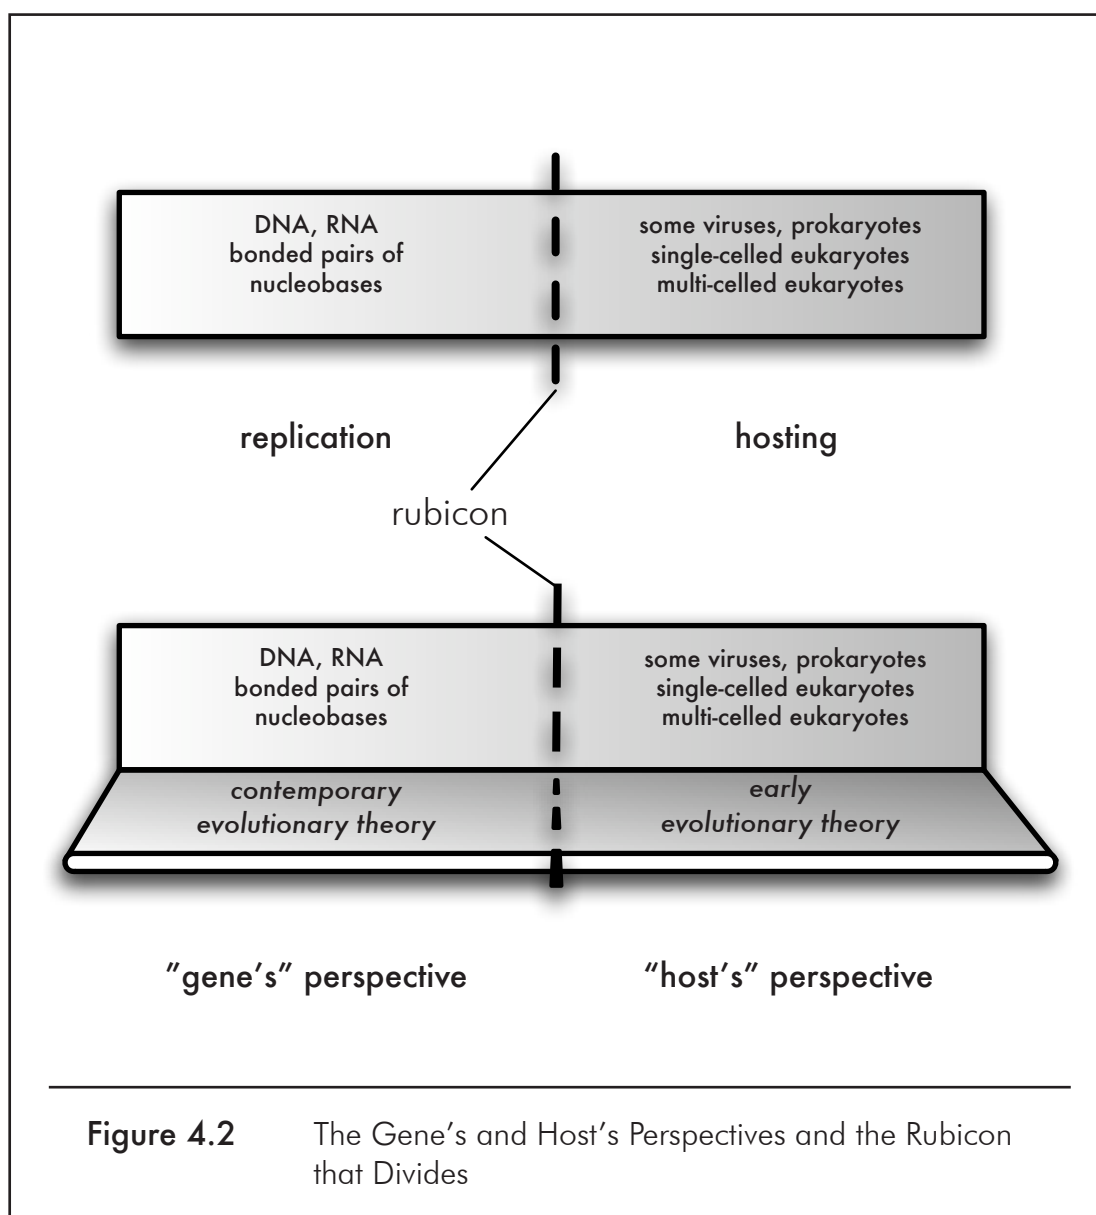 DNA, RNA
bonded pairs of
nucleobases
some viruses, prokaryotes
single-celled eukaryotes
multi-celled eukaryotes
replication
hosting
rubicon
DNA, RNA
bonded pairs of
nucleobases
some viruses, prokaryotes
single-celled eukaryotes
multi-celled eukaryotes
contemporary
evolutionary theory
early
evolutionary theory
”gene’s” perspective
“host’s” perspective
Figure 4.2 The Gene’s and Host’s Perspectives and the Rubicon
that Divides